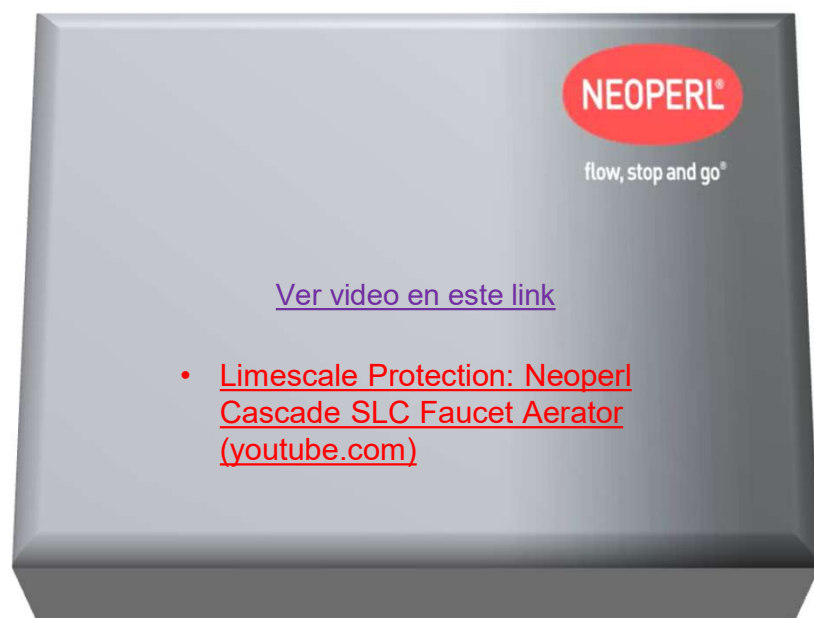 NEOPERL®
flow, stop and go®
Ver video en este link
• Limescale Protection: Neoperl
Cascade SLC Faucet Aerator
(youtube.com)